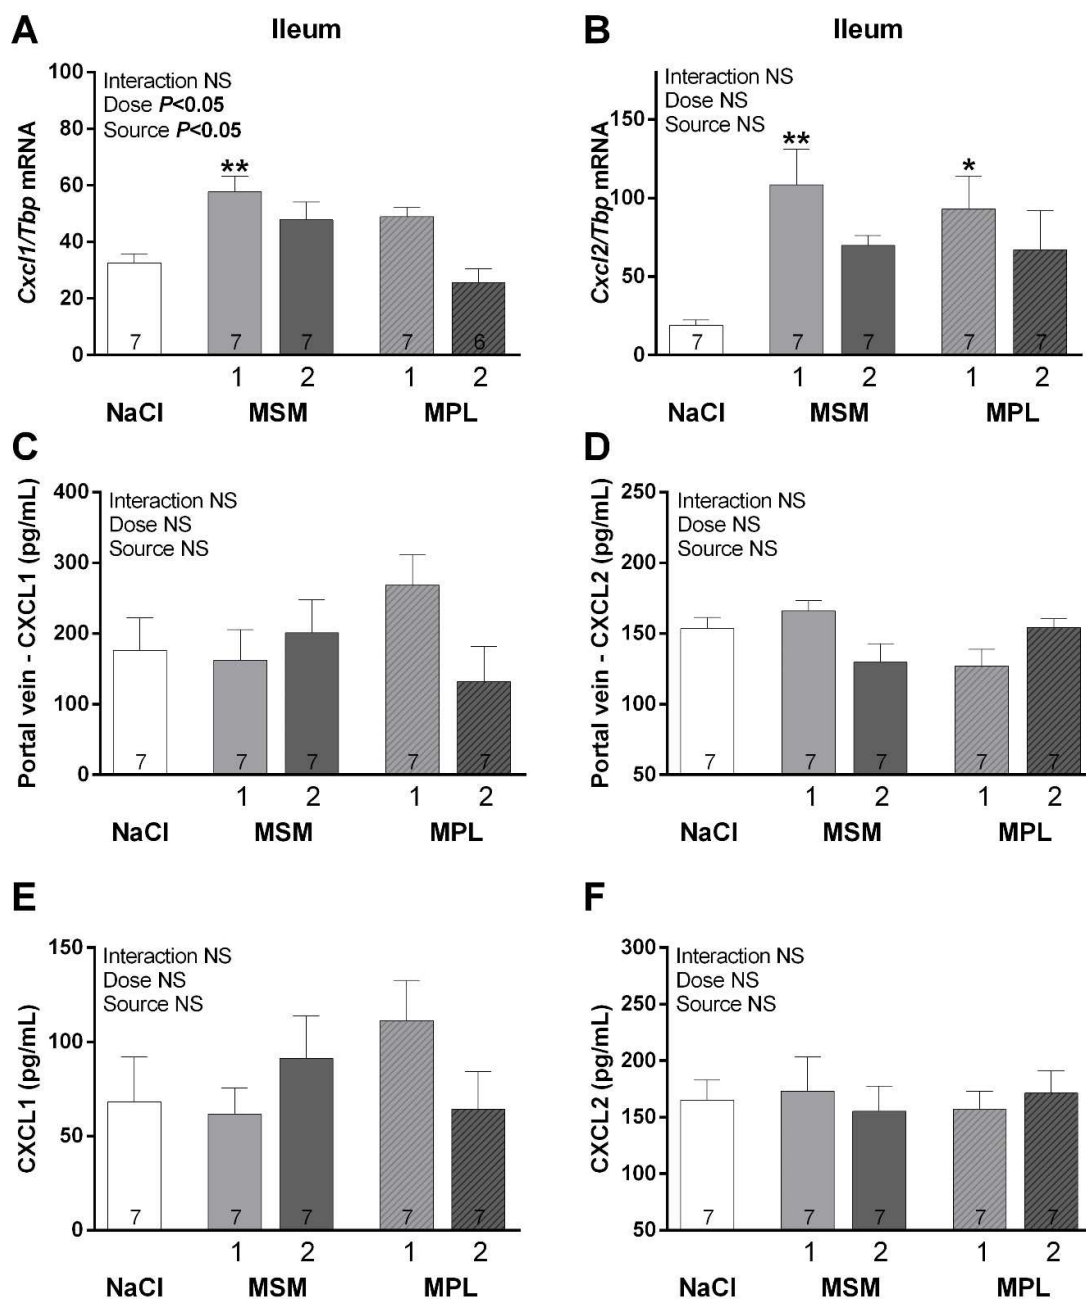 A
Ileum
Cxcl1/Tbp mRNA
100
80
60
40
20
0
Interaction NS
Dose P<0.05
Source P<0.05
**
7
7
7
7
6
1
2
1
2
NaCl
MSM
MPL
B
Ileum
Cxcl2/Tbp mRNA
150
100
50
0
Interaction NS
Dose NS
Source NS
**
*
7
7
7
7
7
1
2
1
2
NaCl
MSM
MPL
C
Portal vein - CXCL1 (pg/mL)
400
300
200
100
0
Interaction NS
Dose NS
Source NS
7
7
7
7
7
1
2
1
2
NaCl
MSM
MPL
D
Portal vein - CXCL2 (pg/mL)
250
200
150
100
50
Interaction NS
Dose NS
Source NS
7
7
7
7
7
1
2
1
2
NaCl
MSM
MPL
E
CXCL1 (pg/mL)
150
100
50
0
Interaction NS
Dose NS
Source NS
7
7
7
7
7
1
2
1
2
NaCl
MSM
MPL
F
CXCL2 (pg/mL)
300
250
200
150
100
50
Interaction NS
Dose NS
Source NS
7
7
7
7
7
1
2
1
2
NaCl
MSM
MPL